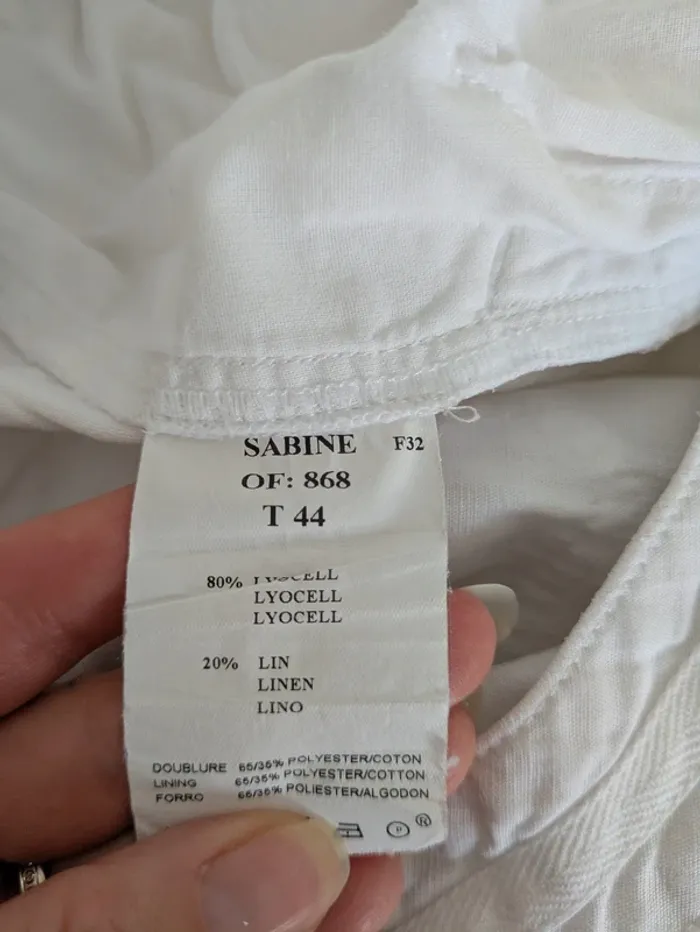 SABINE F32
OF: 868
T 44
80% LYOCELL
LYOCELL
LYOCELL
20% LIN
LINEN
LINO
DOUBLURE 65/35% POLYESTER/COTON
LINING 65/35% POLYESTER/COTTON
FORRO 65/35% POLIESTER/ALGODON
P ®